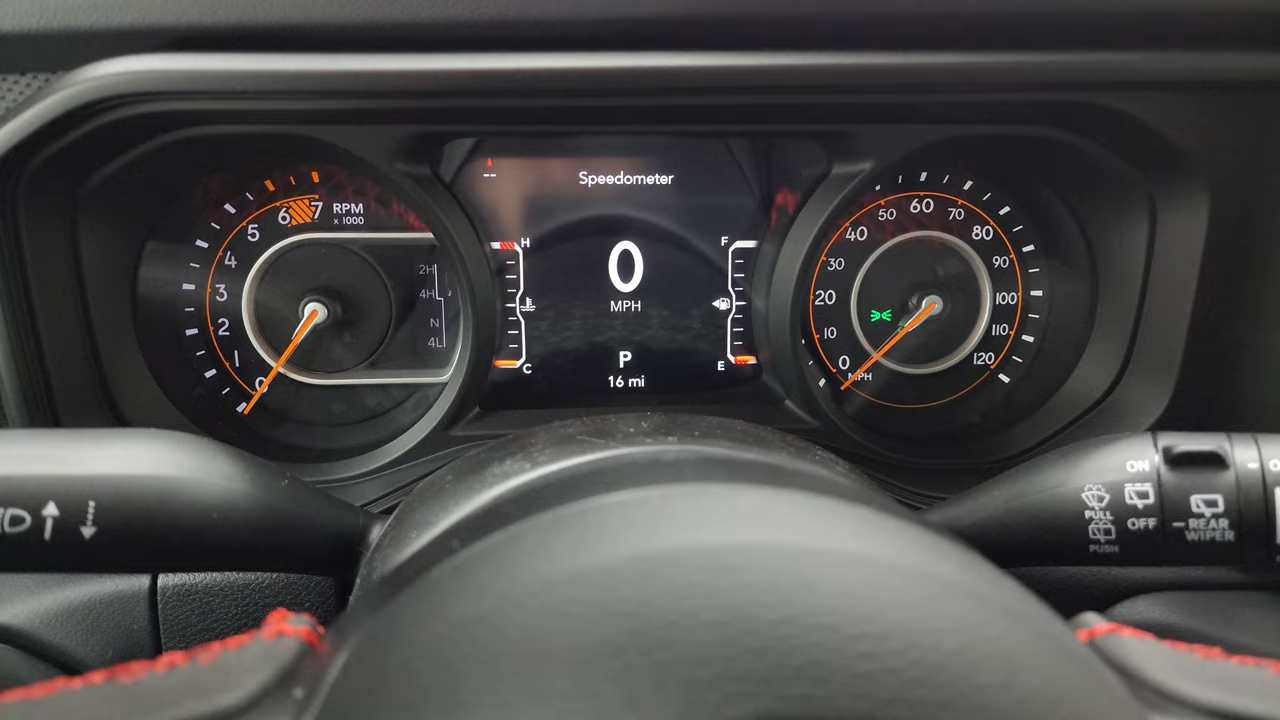 --
Speedometer
6 7 RPM
x 1000
5
4
3
2
1
0
2H
4H
N
4L
H
C
0
MPH
P
16 mi
F
E
60
50 70
40 80
30 90
20 100
10 110
0 120
MPH
ON
OFF
PULL
PUSH
REAR
WIPER